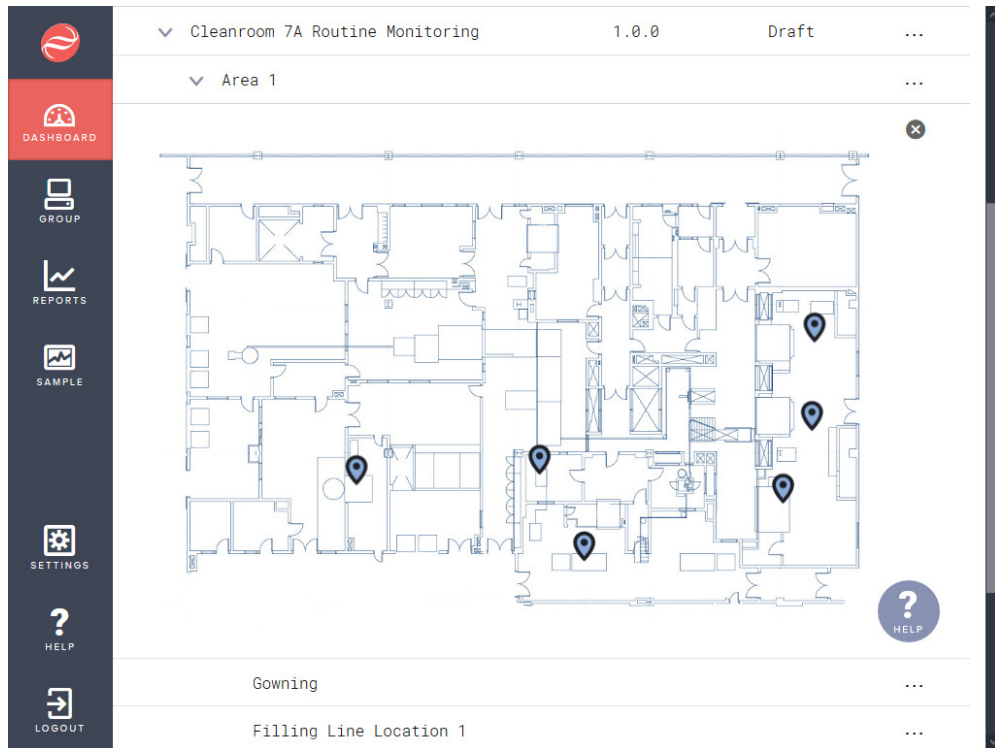 Cleanroom 7A Routine Monitoring 1.0.0 Draft ...
Area 1 ...
DASHBOARD
GROUP
REPORTS
SAMPLE
SETTINGS
? HELP
LOGOUT
? HELP
Gowning ...
Filling Line Location 1 ...